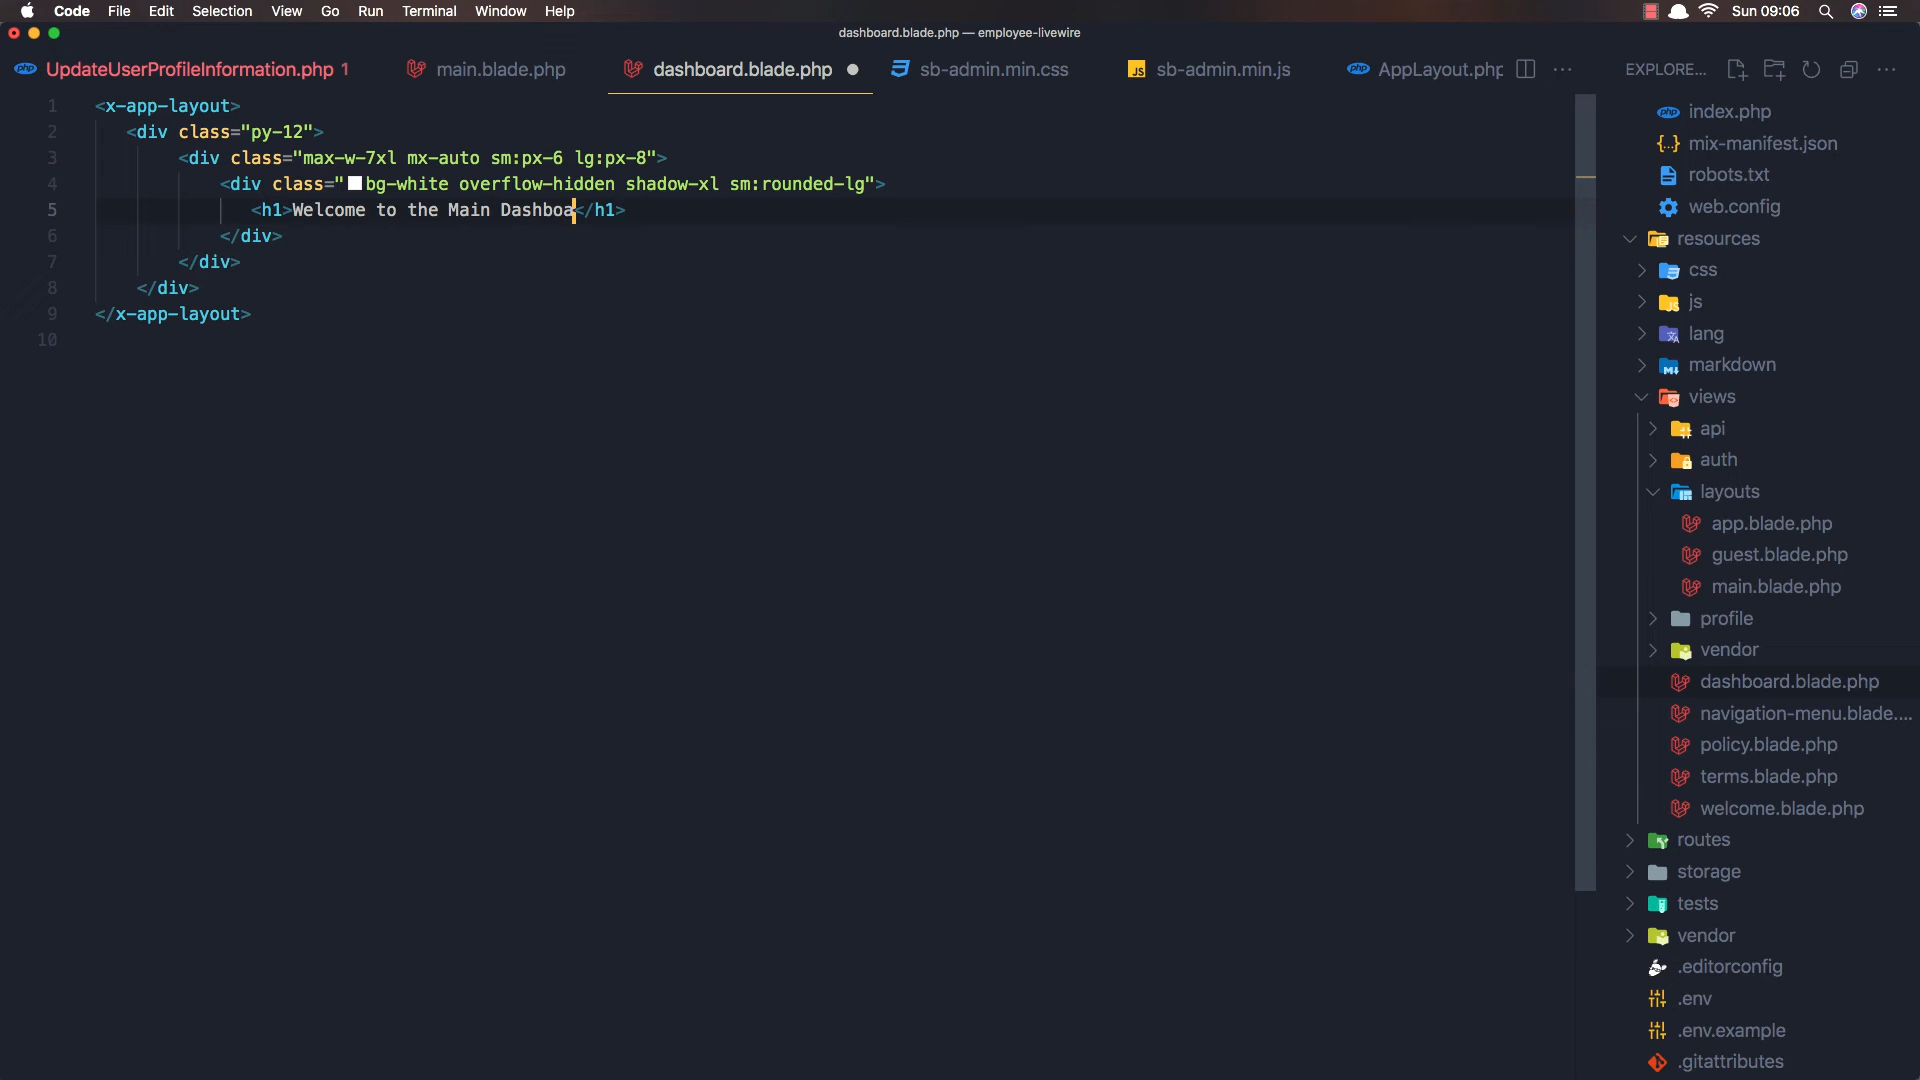 Code File Edit Selection View Go Run Terminal Window Help
Sun 09:06
dashboard.blade.php — employee-livewire
UpdateUserProfileInformation.php 1
main.blade.php
dashboard.blade.php
sb-admin.min.css
sb-admin.min.js
AppLayout.php
EXPLORE...
1 <x-app-layout>
2 <div class="py-12">
3 <div class="max-w-7xl mx-auto sm:px-6 lg:px-8">
4 <div class="bg-white overflow-hidden shadow-xl sm:rounded-lg">
5 <h1>Welcome to the Main Dashboa</h1>
6 </div>
7 </div>
8 </div>
9 </x-app-layout>
10
index.php
mix-manifest.json
robots.txt
web.config
resources
css
js
lang
markdown
views
api
auth
layouts
app.blade.php
guest.blade.php
main.blade.php
profile
vendor
dashboard.blade.php
navigation-menu.blade....
policy.blade.php
terms.blade.php
welcome.blade.php
routes
storage
tests
vendor
.editorconfig
.env
.env.example
.gitattributes